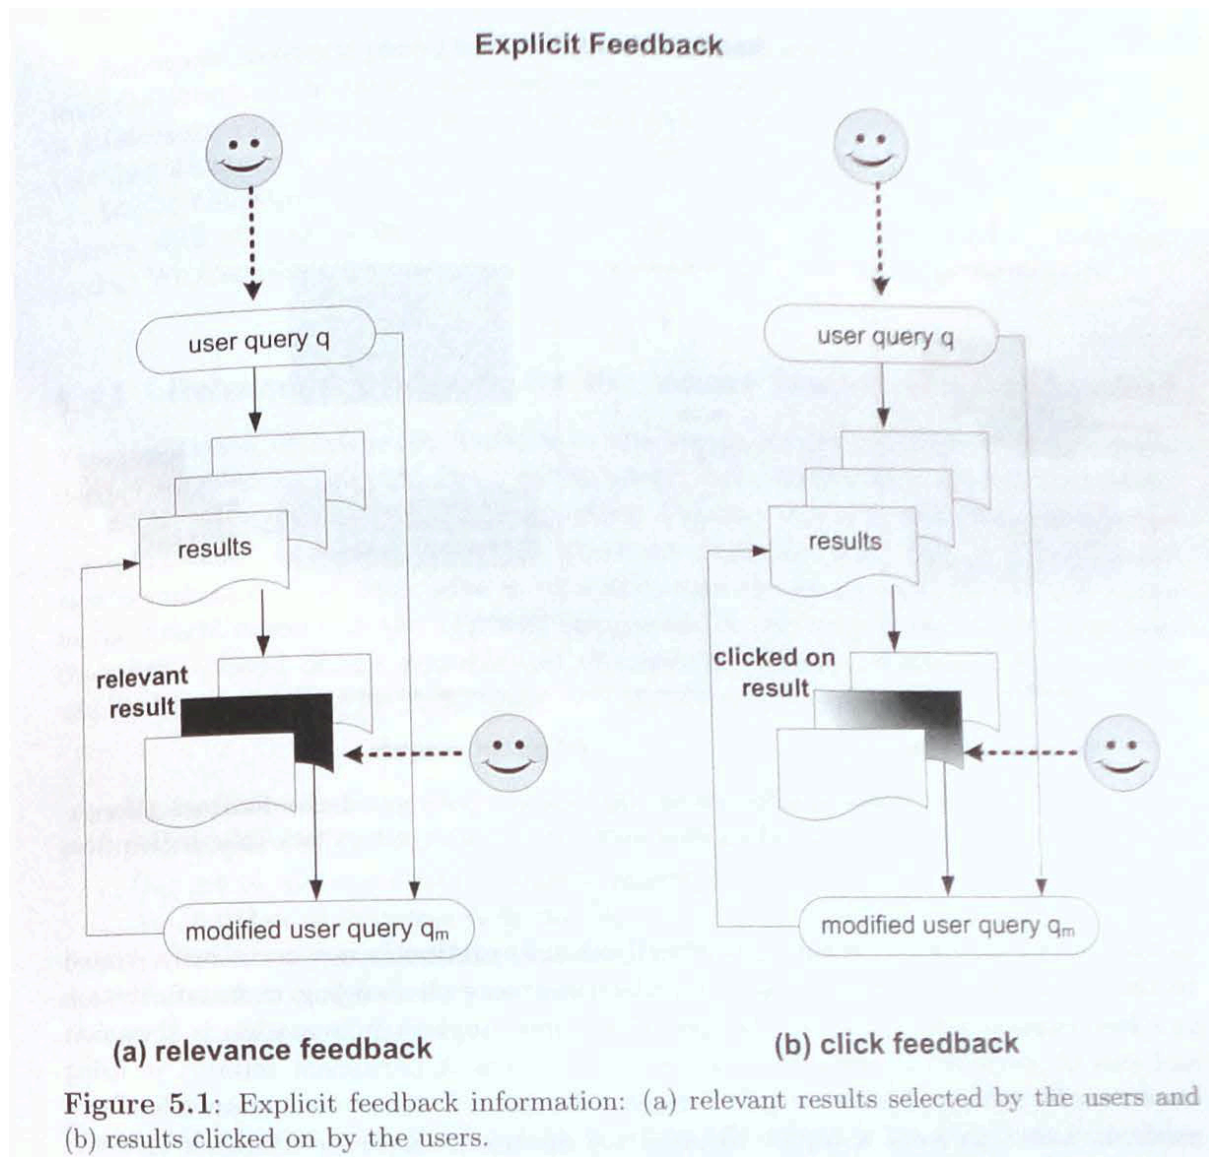 Explicit Feedback
user query q
results
relevant
result
modified user query qm
(a) relevance feedback
user query q
results
clicked on
result
modified user query qm
(b) click feedback
Figure 5.1: Explicit feedback information: (a) relevant results selected by the users and
(b) results clicked on by the users.